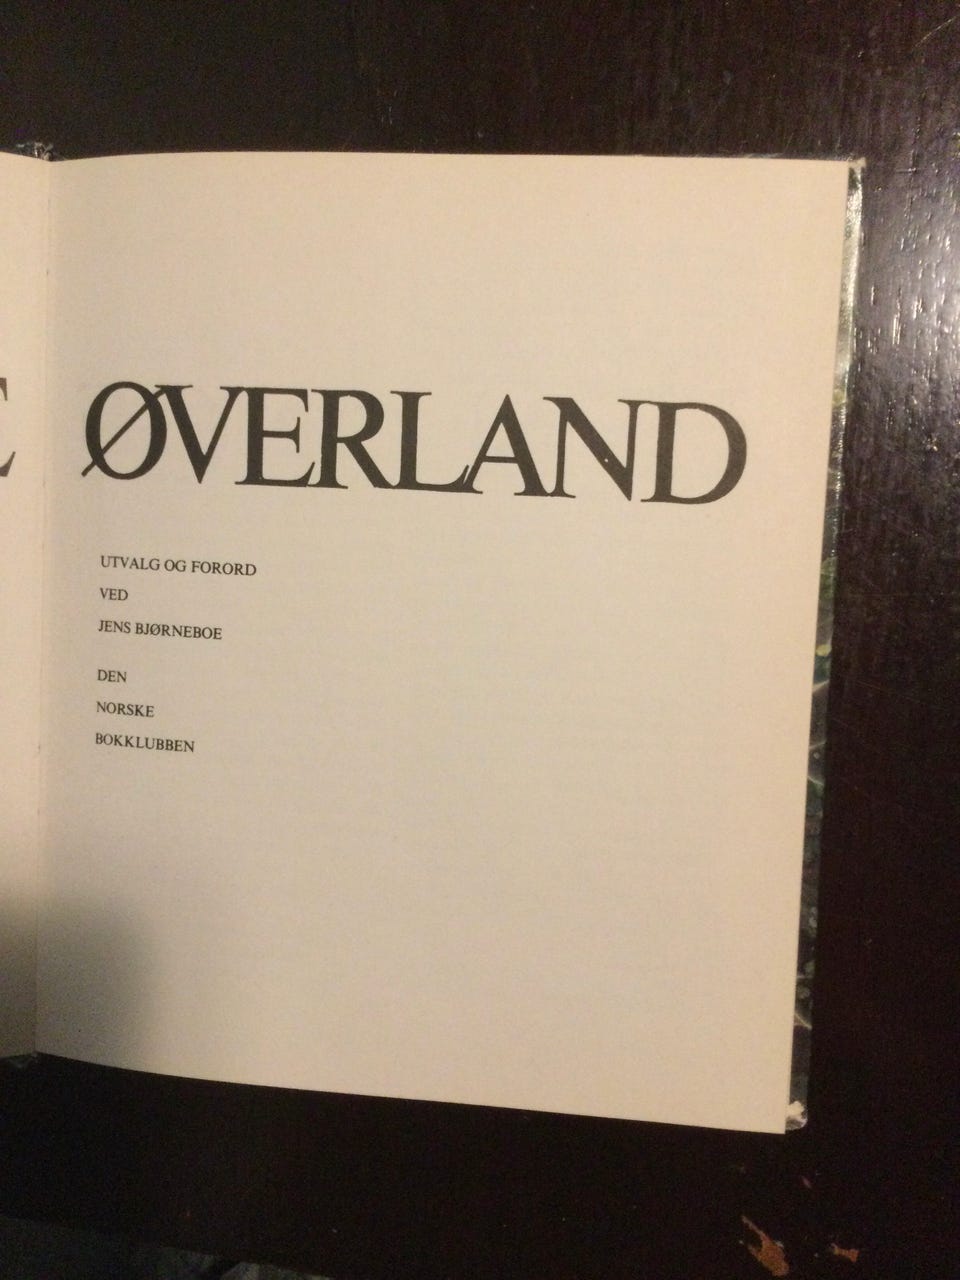 E ØVERLAND
UTVALG OG FORORD
VED
JENS BJØRNEBOE
DEN
NORSKE
BOKKLUBBEN